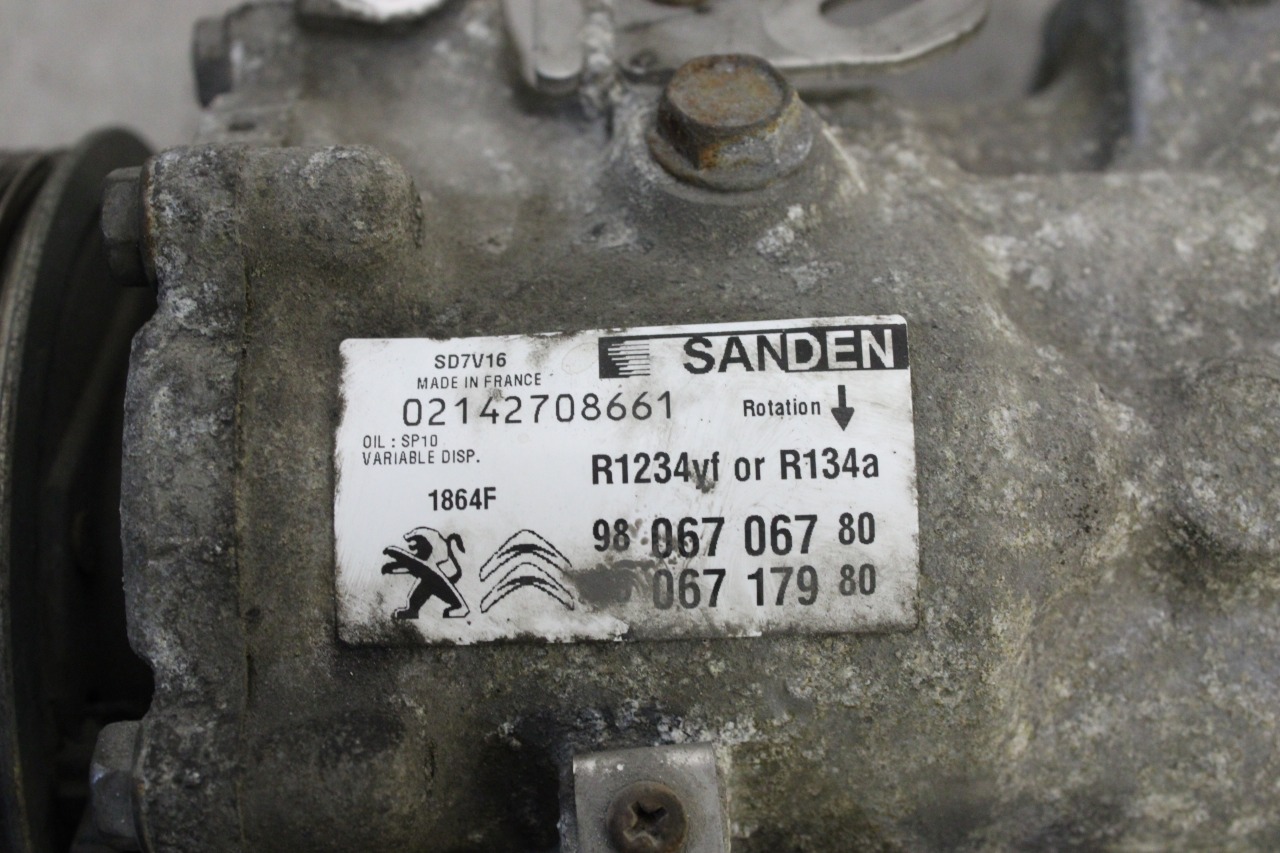 SD7V16
SANDEN
MADE IN FRANCE
02142708661
Rotation
OIL : SP10
VARIABLE DISP.
R1234yf or R134a
1864F
98 067 067 80
067 179 80